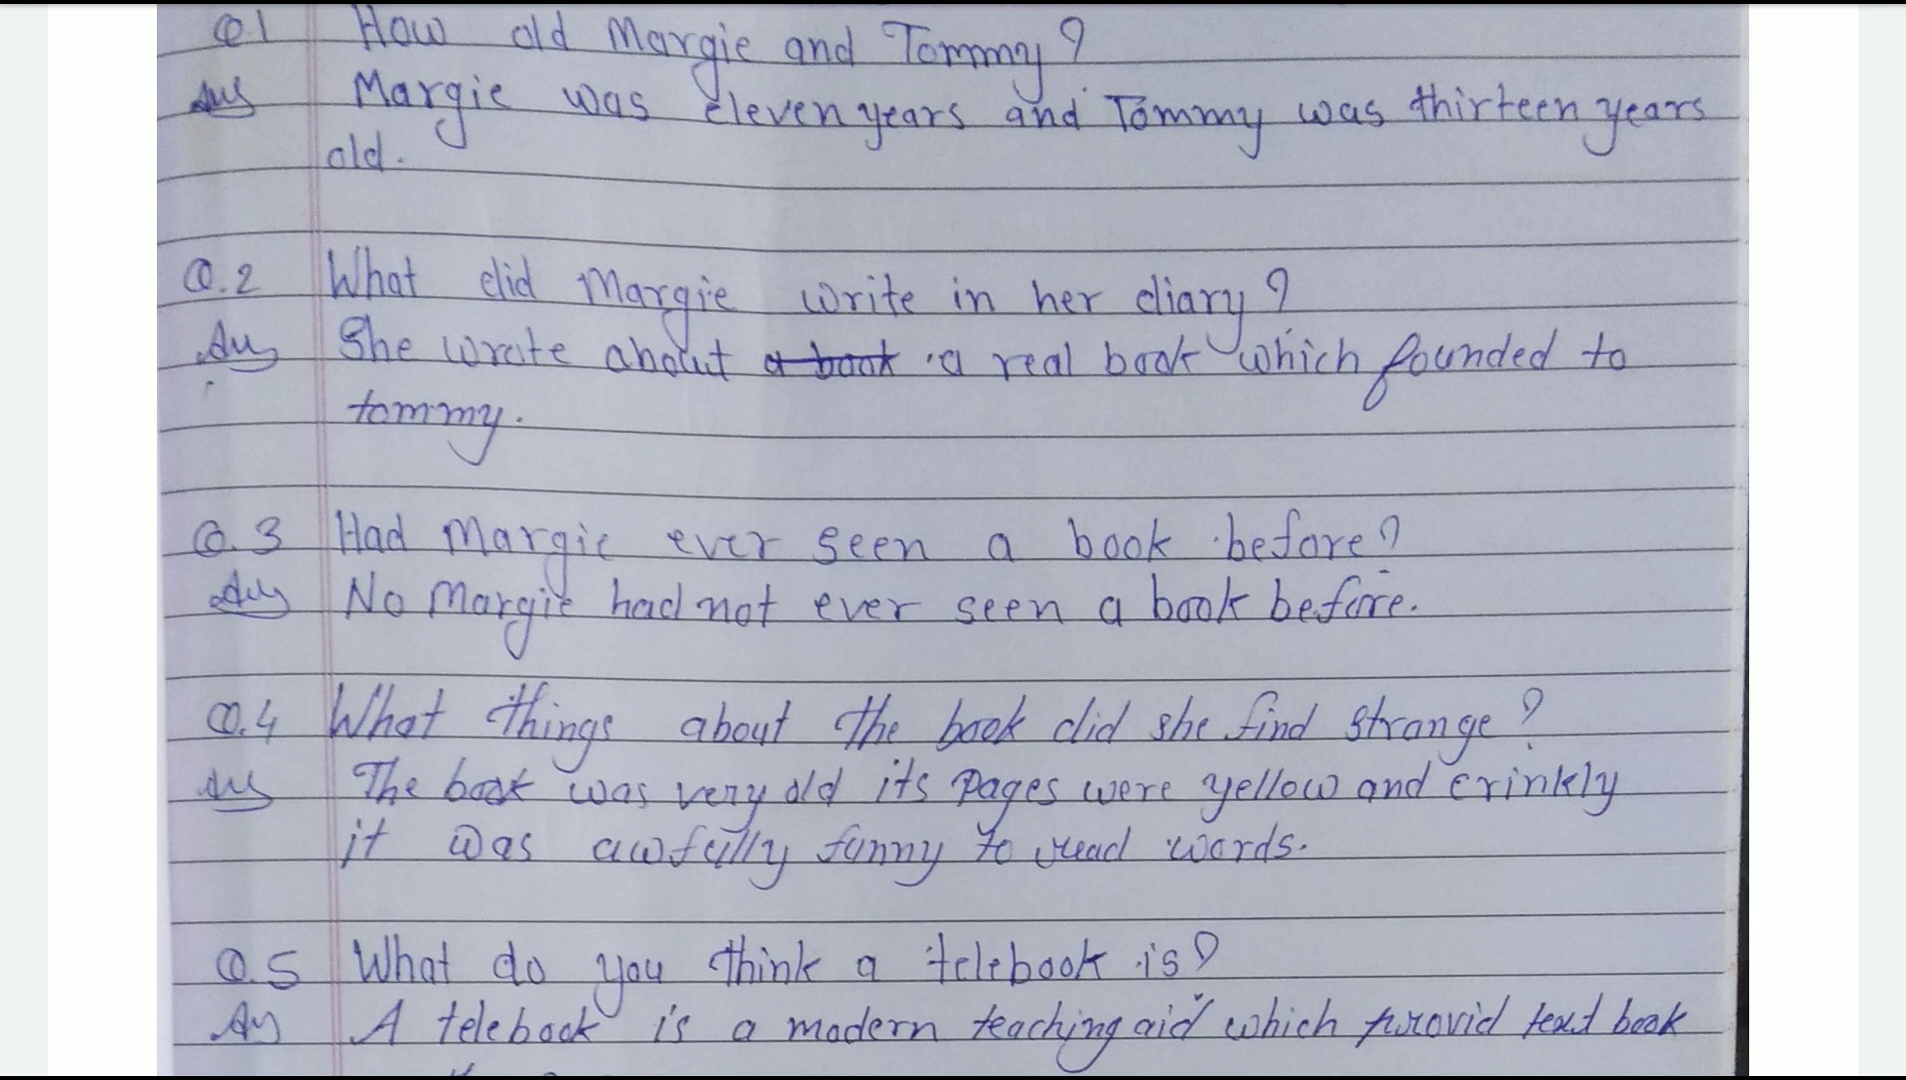 Q.1 How old Margie and Tommy?
Ans Margie was eleven years and Tommy was thirteen years
old.
Q.2 What did Margie write in her diary?
Ans She wrote about a book a real book which founded to
tommy.
Q.3 Had Margie ever seen a book before?
Ans No Margie had not ever seen a book before.
Q.4 What things about the book did she find strange?
Ans The book was very old its pages were yellow and crinkly
it was awfully funny to read words.
Q.5 What do you think a telebook is?
Ans A telebook is a modern teaching aid which provid text book